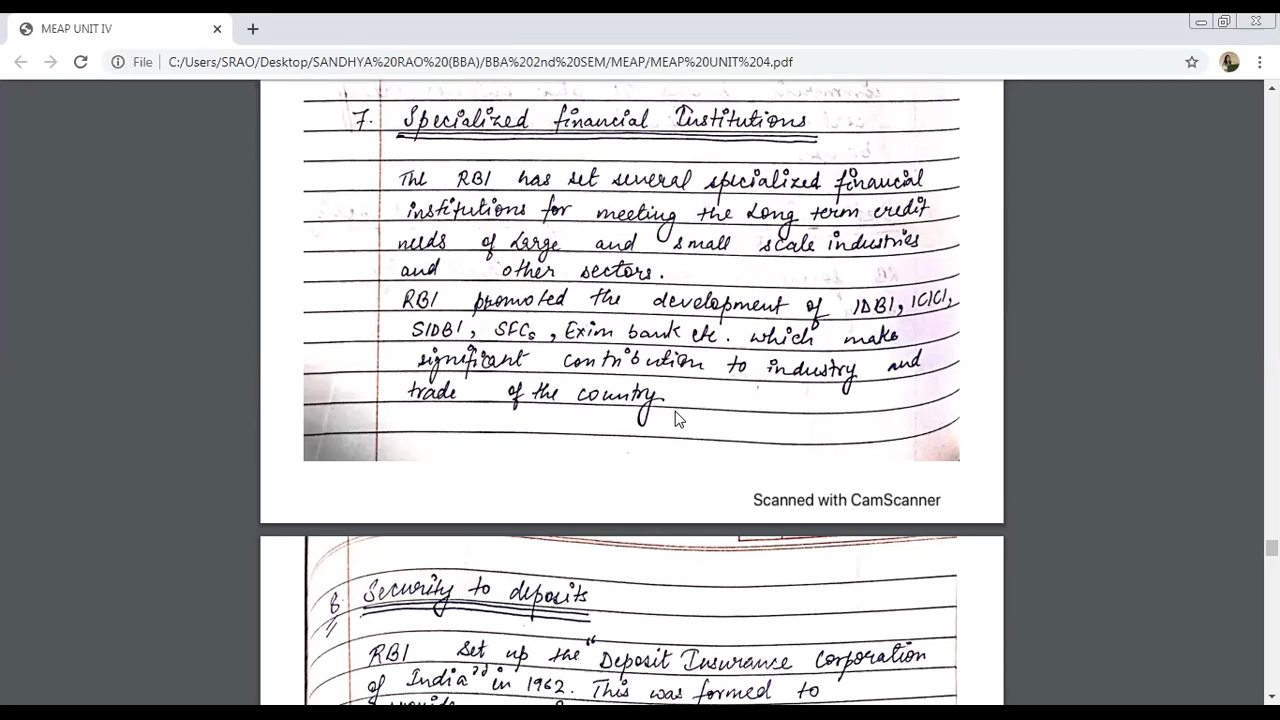 MEAP UNIT IV
File C:/Users/SRAO/Desktop/SANDHYA%20RAO%20(BBA)/BBA%202nd%20SEM/MEAP/MEAP%20UNIT%204.pdf
7. Specialized financial Institutions
The RBI has set several specialized financial
institutions for meeting the Long term credit
needs of Large and small scale industries
and other sectors.
RBI promoted the development of IDBI, ICICI,
SIDBI, SFCs, Exim bank etc. which make
significant contribution to industry and
trade of the country
Scanned with CamScanner
8. Security to deposits
RBI Set up the "Deposit Insurance Corporation
of India" in 1962. This was formed to